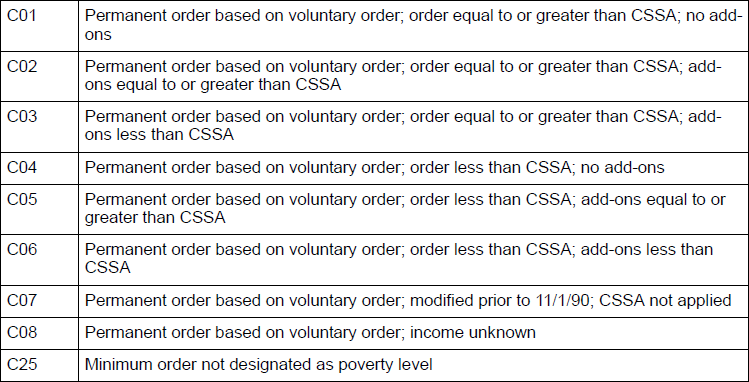 C01 Permanent order based on voluntary order; order equal to or greater than CSSA; no add-
ons
C02 Permanent order based on voluntary order; order equal to or greater than CSSA; add-
ons equal to or greater than CSSA
C03 Permanent order based on voluntary order; order equal to or greater than CSSA; add-
ons less than CSSA
C04 Permanent order based on voluntary order; order less than CSSA; no add-ons
C05 Permanent order based on voluntary order; order less than CSSA; add-ons equal to or
greater than CSSA
C06 Permanent order based on voluntary order; order less than CSSA; add-ons less than
CSSA
C07 Permanent order based on voluntary order; modified prior to 11/1/90; CSSA not applied
C08 Permanent order based on voluntary order; income unknown
C25 Minimum order not designated as poverty level